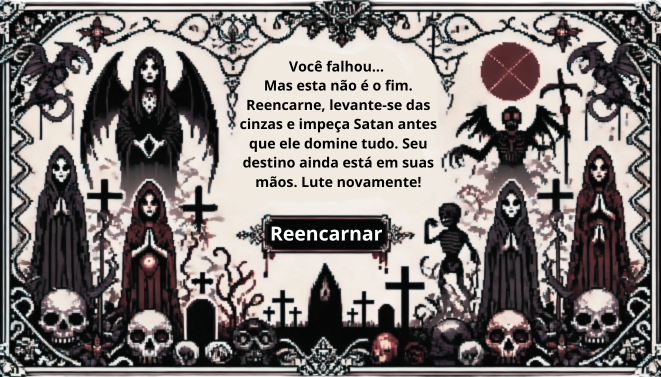 Você falhou...
Mas esta não é o fim.
Reencarne, levante-se das
cinzas e impeça Satan antes
que ele domine tudo. Seu
destino ainda está em suas
mãos. Lute novamente!
Reencarnar